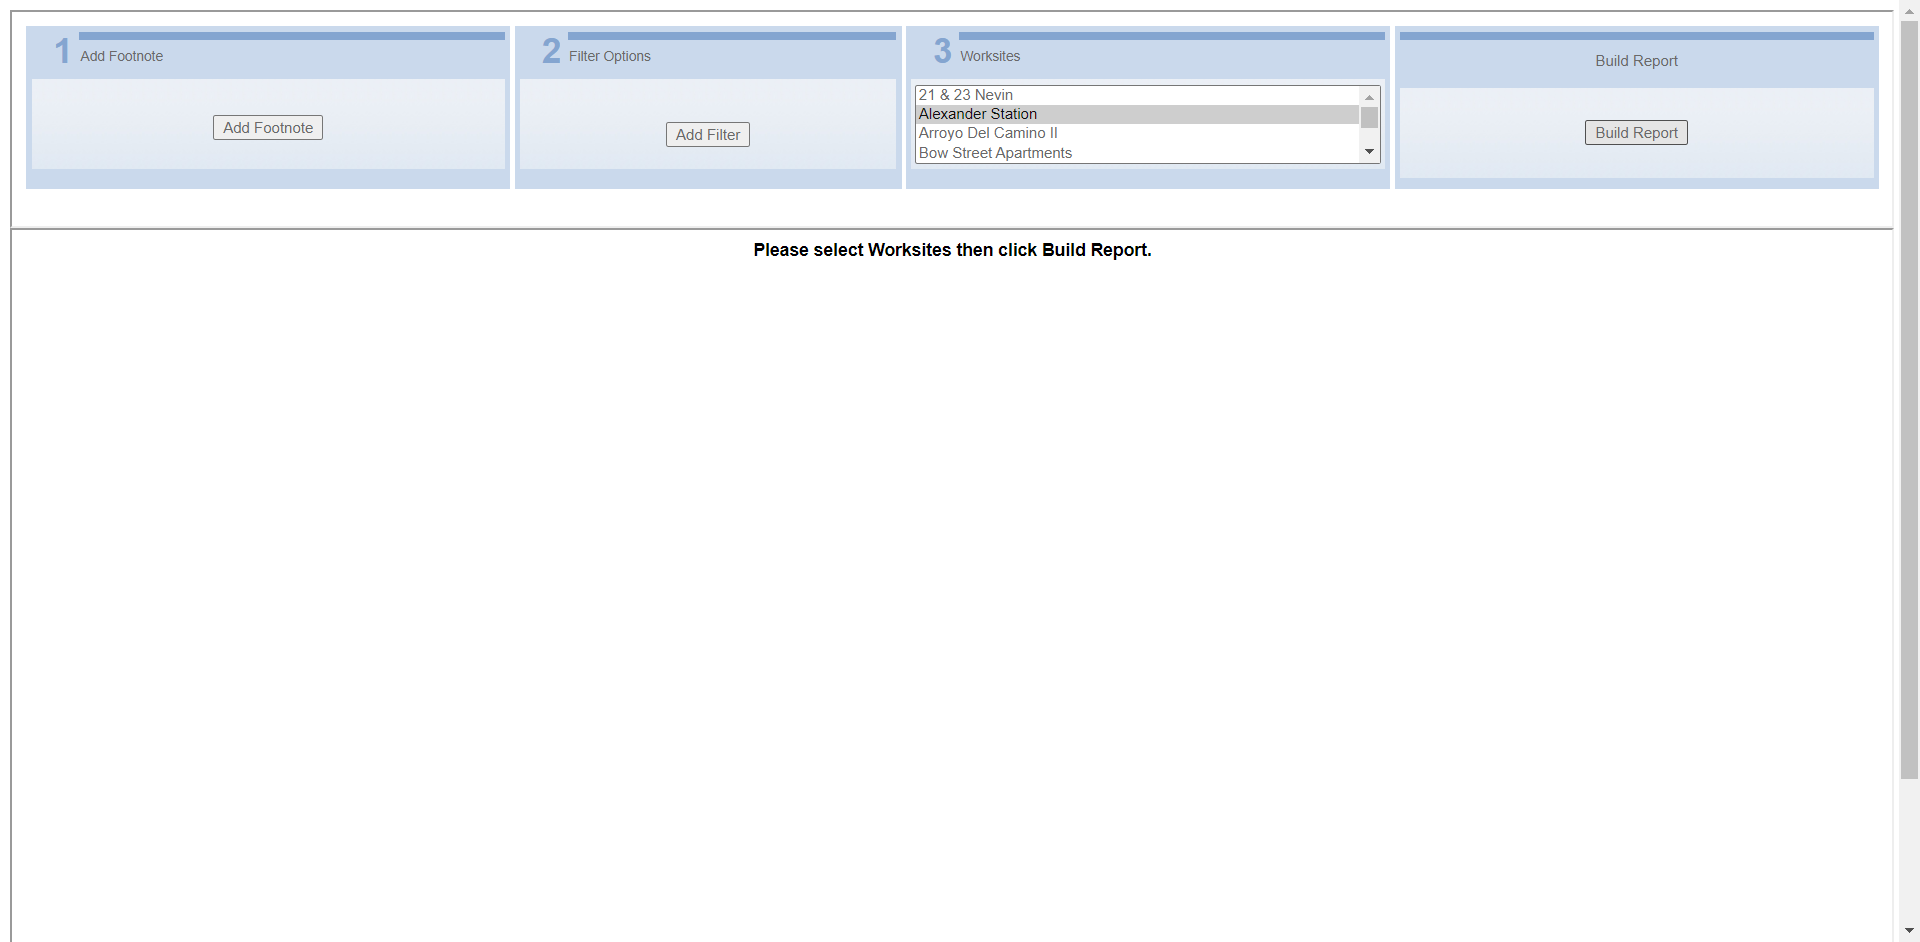 1 Add Footnote
Add Footnote
2 Filter Options
Add Filter
3 Worksites
21 & 23 Nevin
Alexander Station
Arroyo Del Camino II
Bow Street Apartments
Build Report
Build Report
Please select Worksites then click Build Report.